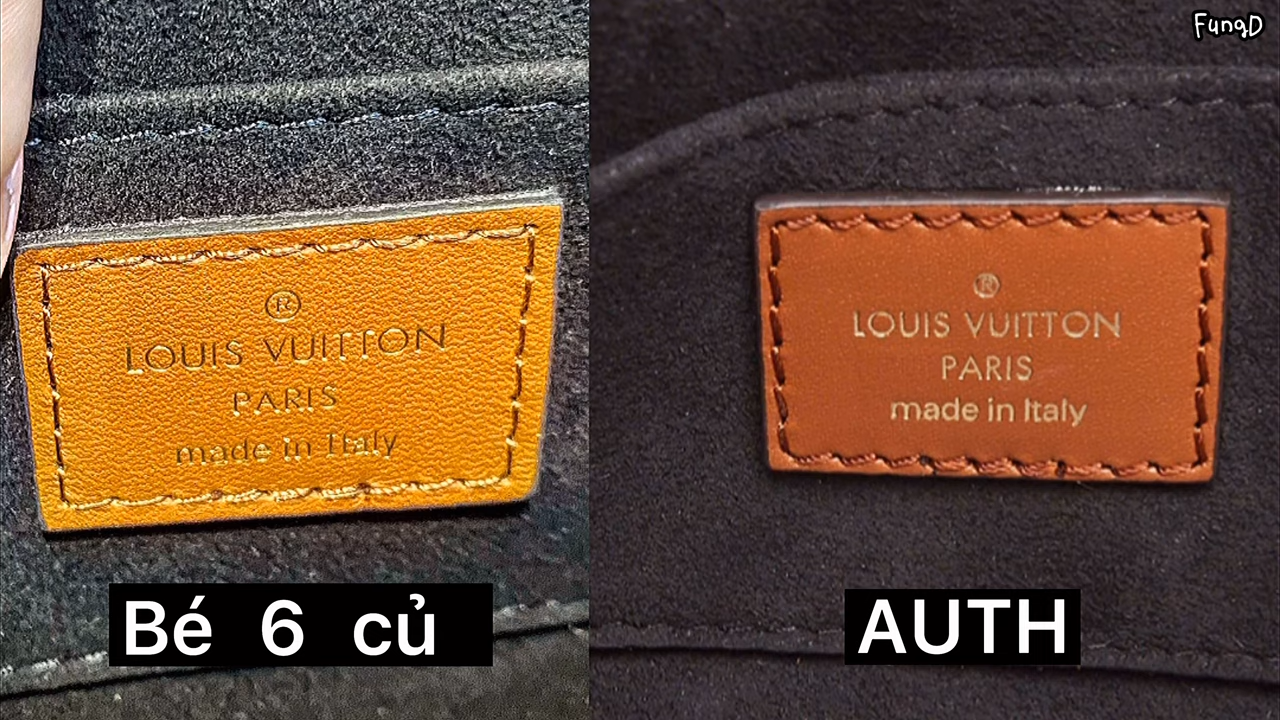 FungD
®
LOUIS VUITTON
PARIS
made in Italy
®
LOUIS VUITTON
PARIS
made in Italy
Bé 6 củ
AUTH